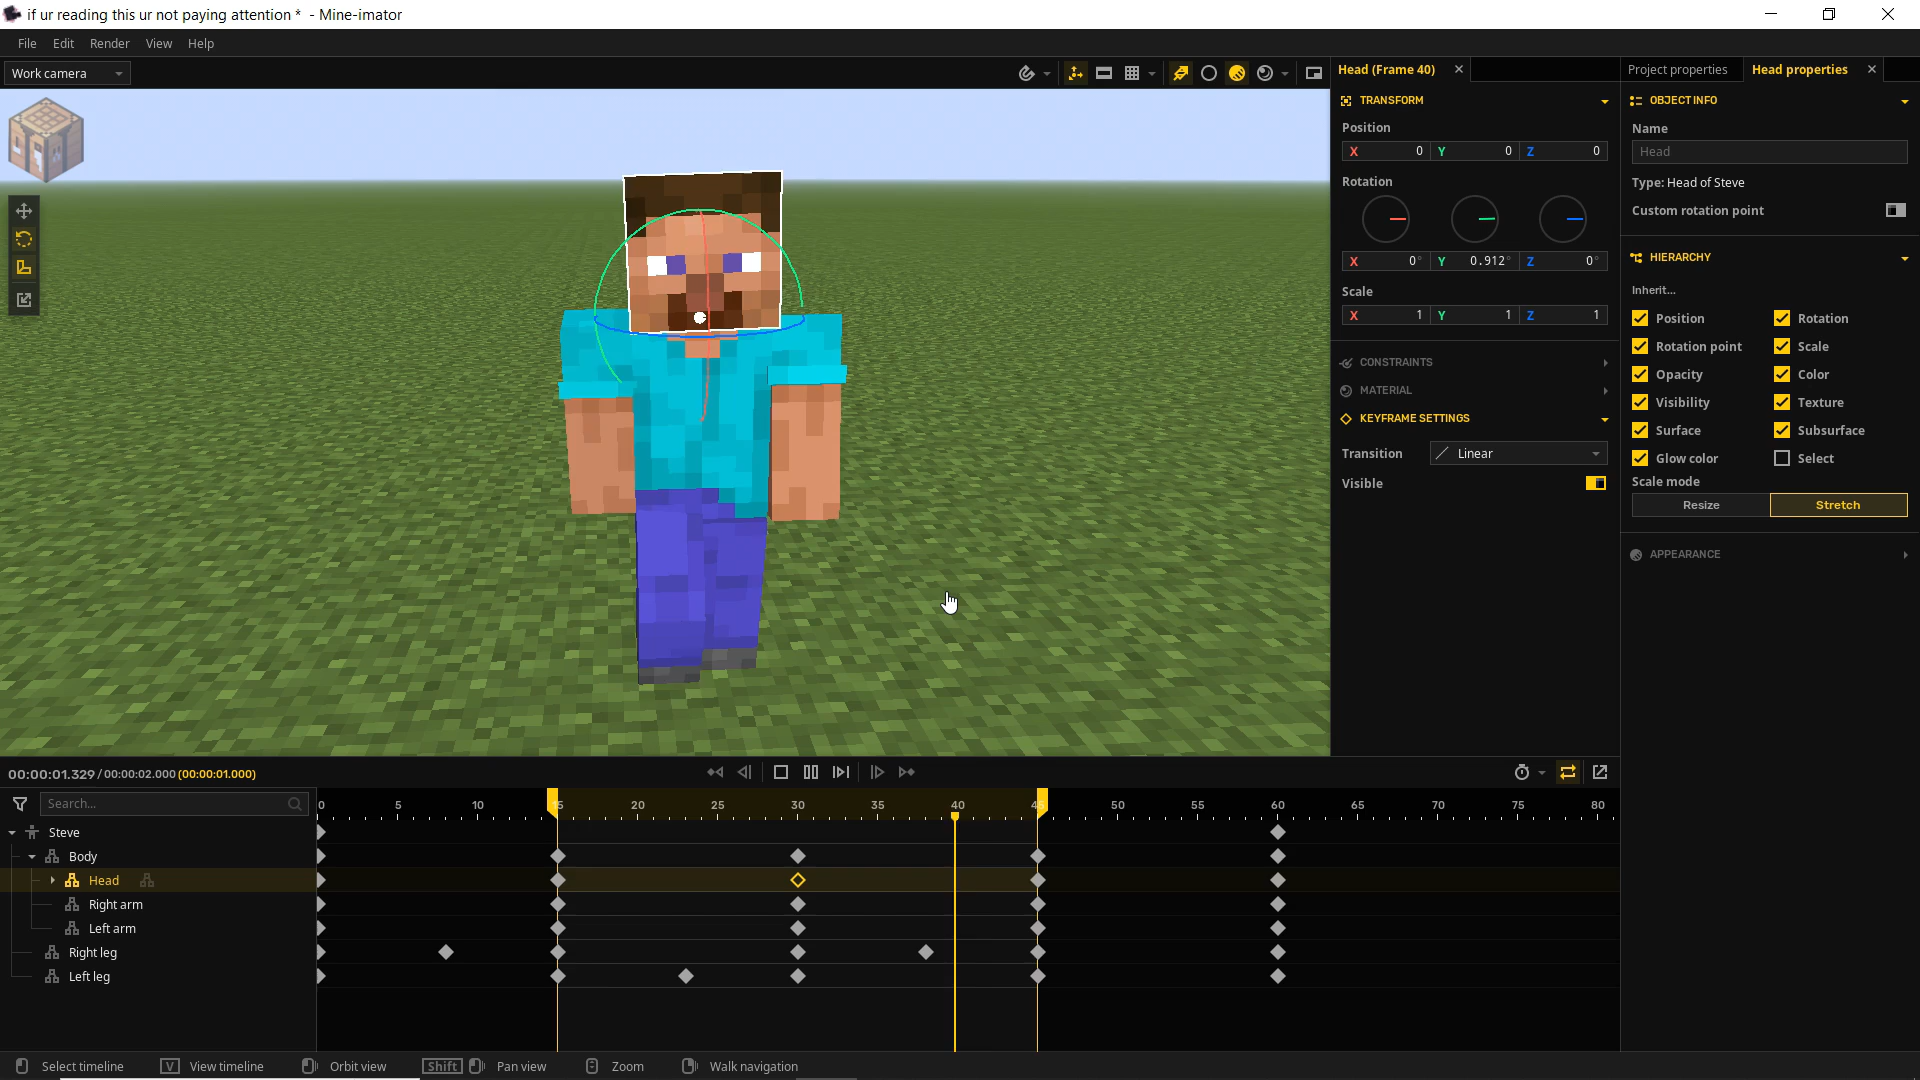 if ur reading this ur not paying attention * - Mine-imator
File Edit Render View Help
Work camera
Head (Frame 40)
Project properties Head properties
TRANSFORM
Position
X 0 Y 0 Z 0
Rotation
X 0° Y 0.912° Z 0°
Scale
X 1 Y 1 Z 1
CONSTRAINTS
MATERIAL
KEYFRAME SETTINGS
Transition Linear
Visible
OBJECT INFO
Name
Head
Type: Head of Steve
Custom rotation point
HIERARCHY
Inherit...
Position Rotation
Rotation point Scale
Opacity Color
Visibility Texture
Surface Subsurface
Glow color Select
Scale mode
Resize Stretch
APPEARANCE
00:00:01.329 / 00:00:02.000 (00:00:01.000)
Search...
0 5 10 15 20 25 30 35 40 45 50 55 60 65 70 75 80
Steve
Body
Head
Right arm
Left arm
Right leg
Left leg
Select timeline V View timeline Orbit view Shift Pan view Zoom Walk navigation